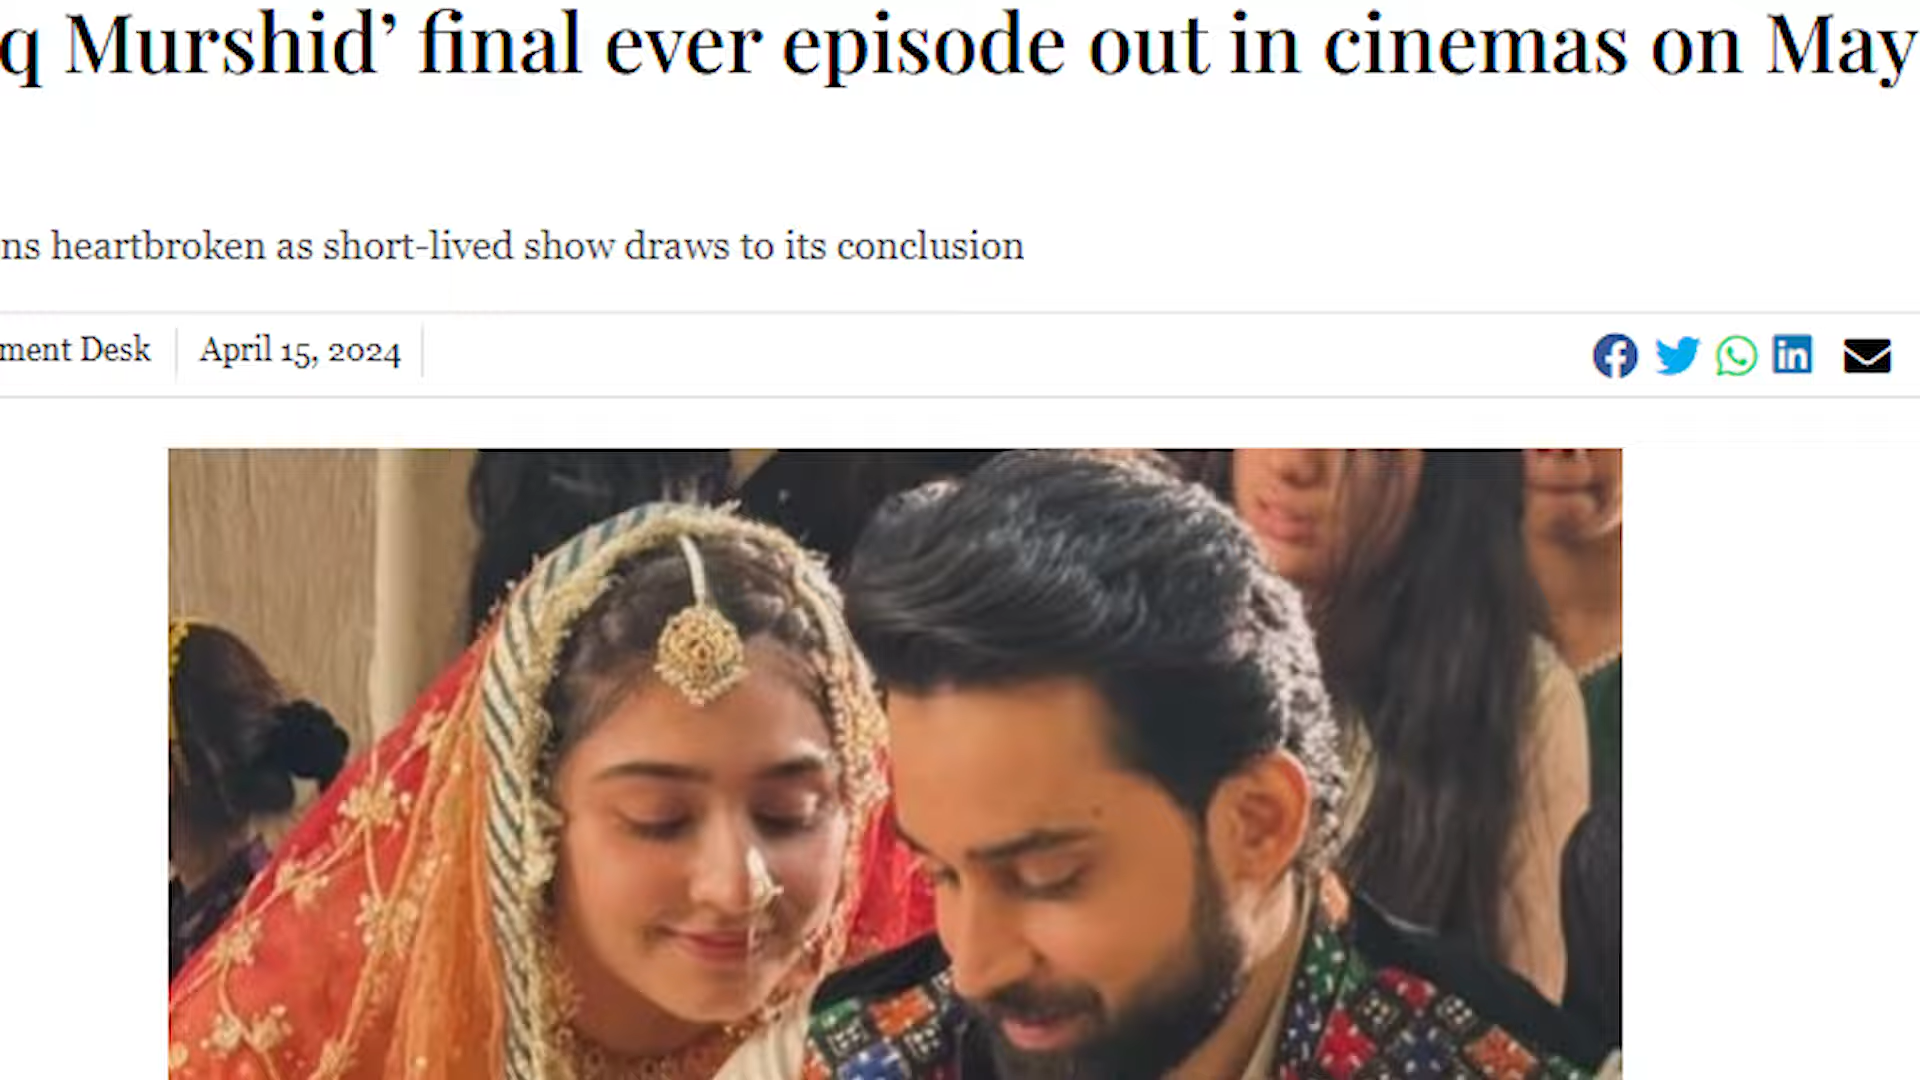 q Murshid’ final ever episode out in cinemas on May
ns heartbroken as short-lived show draws to its conclusion
ment Desk
April 15, 2024